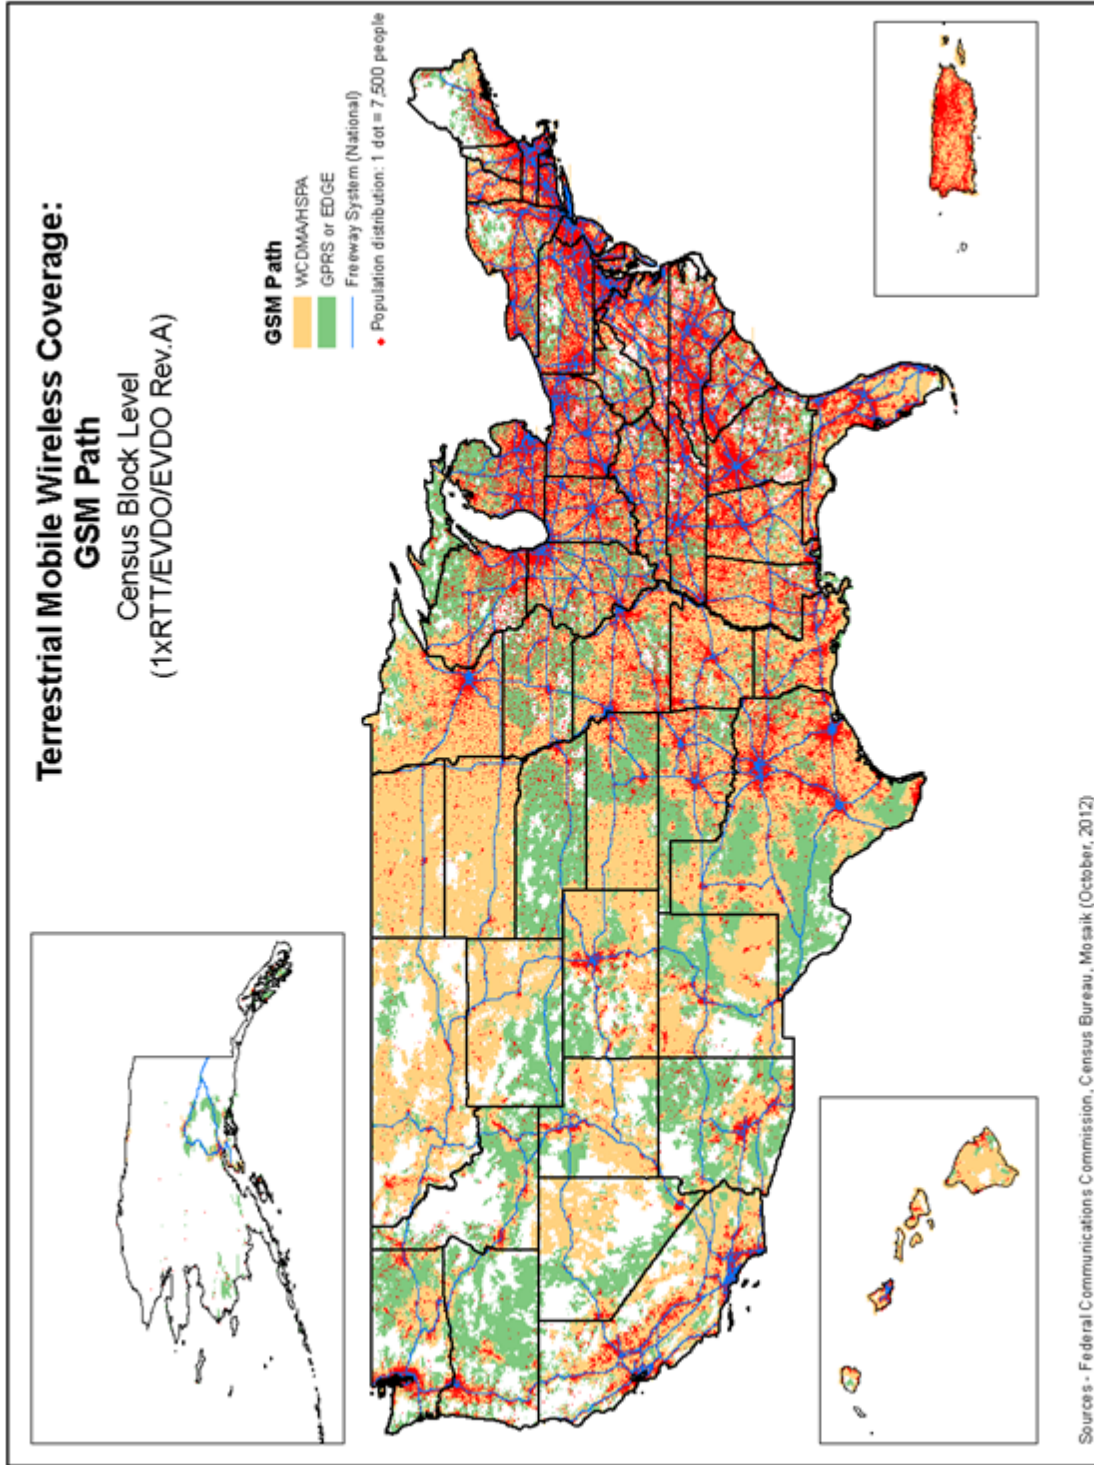 Terrestrial Mobile Wireless Coverage:
GSM Path
Census Block Level
(1xRTT/EVDO/EVDO Rev.A)
GSM Path
WCDMA/HSPA
GPRS or EDGE
Freeway System (National)
Population distribution: 1 dot = 7,500 people
Sources - Federal Communications Commission, Census Bureau, Mosaik (October, 2012)